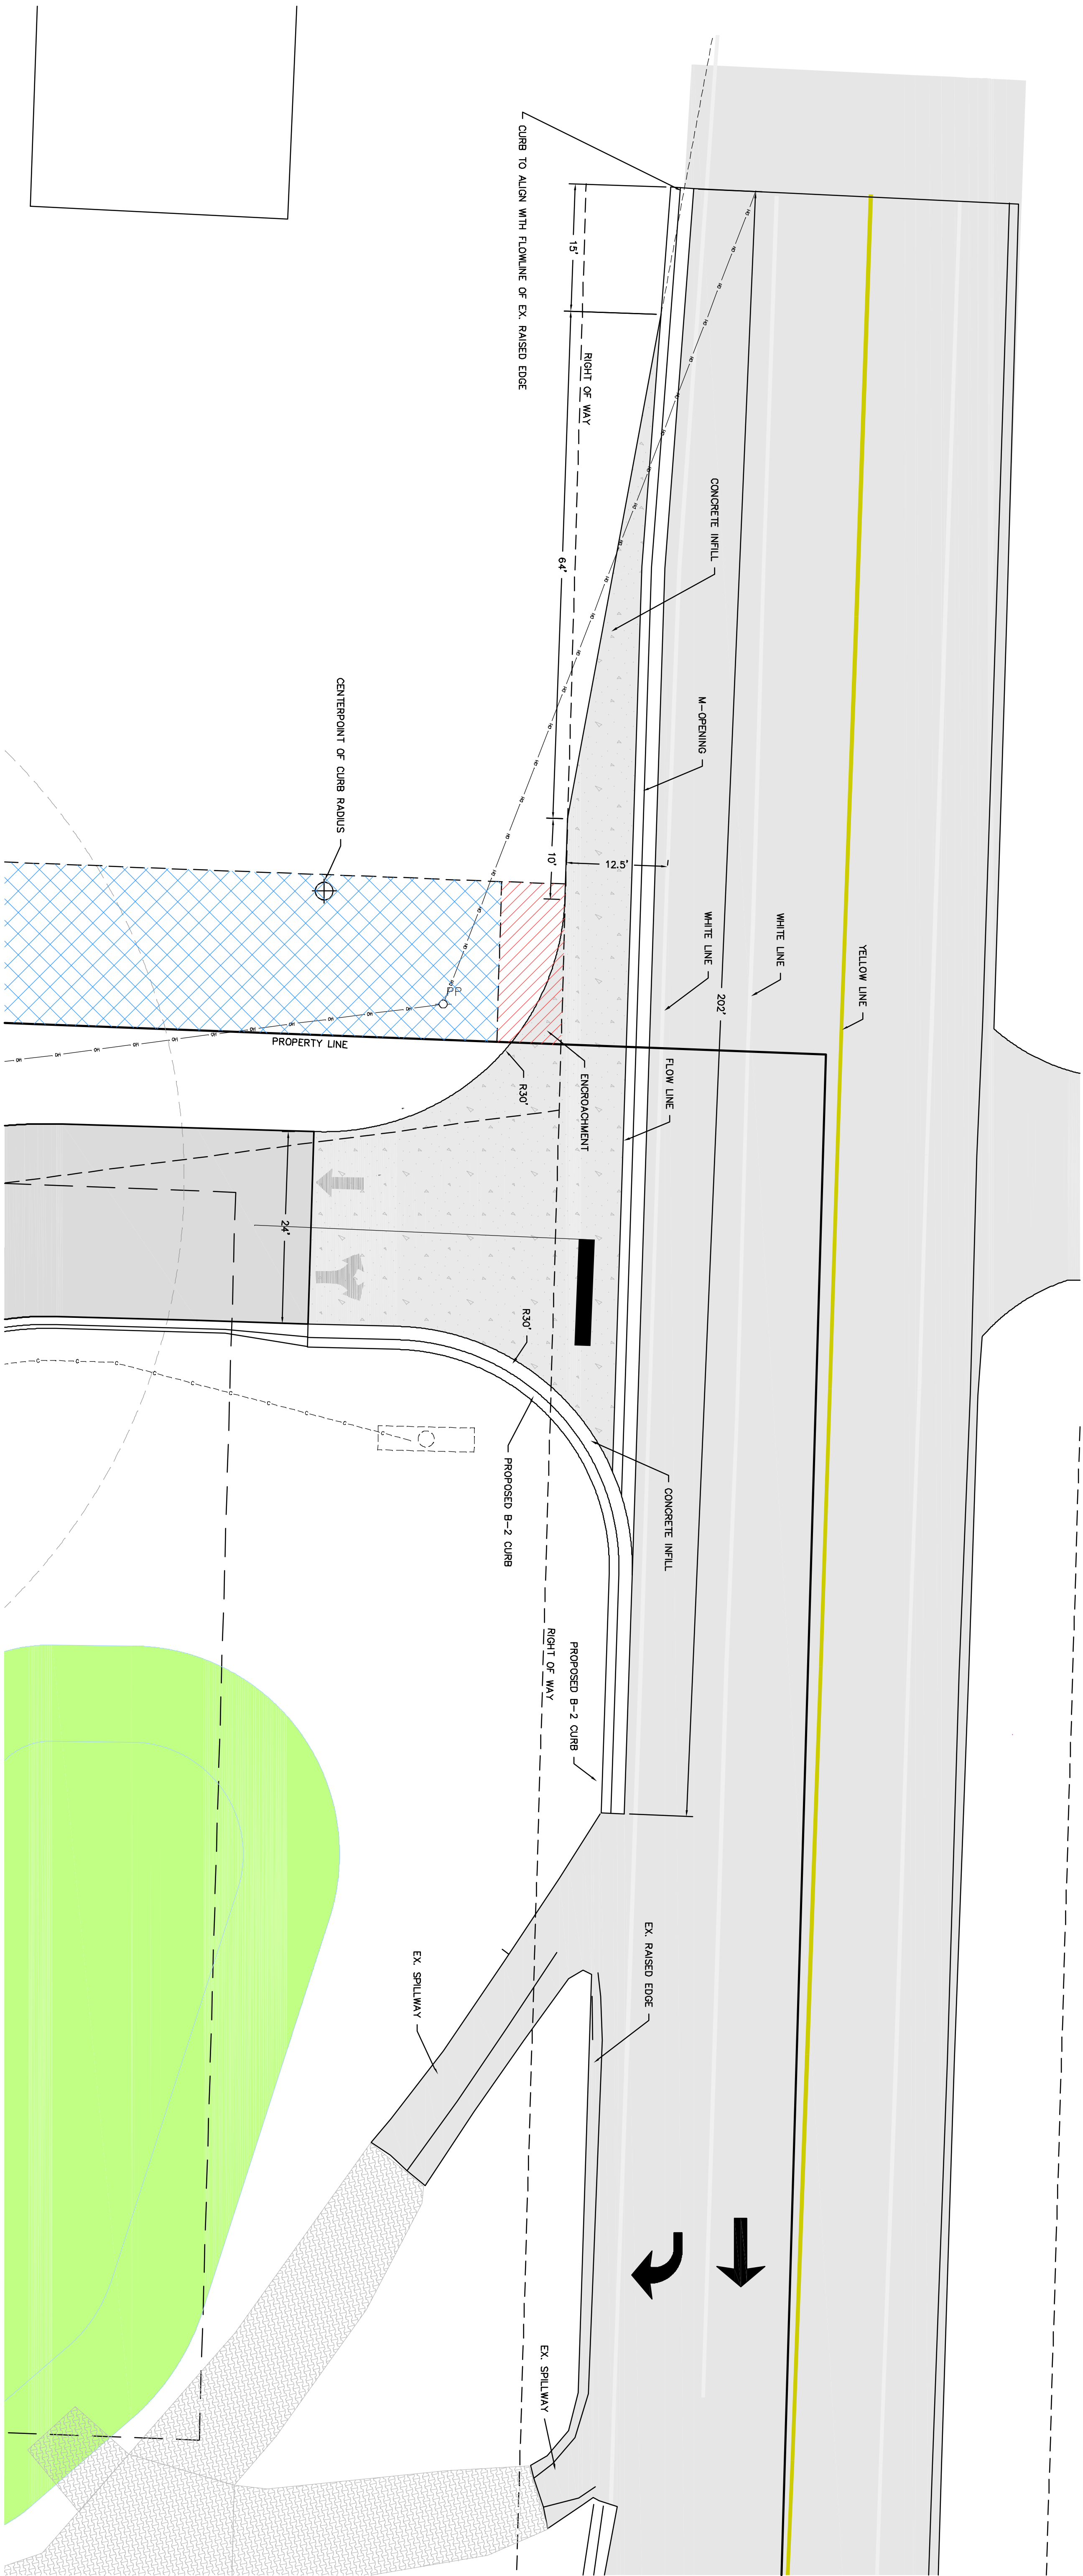 CURB TO ALIGN WITH FLOWLINE OF EX. RAISED EDGE
15'
RIGHT OF WAY
64'
CONCRETE INFILL
M-OPENING
CENTERPOINT OF CURB RADIUS
10'
12.5'
WHITE LINE
WHITE LINE
YELLOW LINE
202'
PP
PROPERTY LINE
R30'
ENCROACHMENT
FLOW LINE
24'
R30'
PROPOSED B-2 CURB
CONCRETE INFILL
RIGHT OF WAY
PROPOSED B-2 CURB
EX. SPILLWAY
EX. RAISED EDGE
EX. SPILLWAY